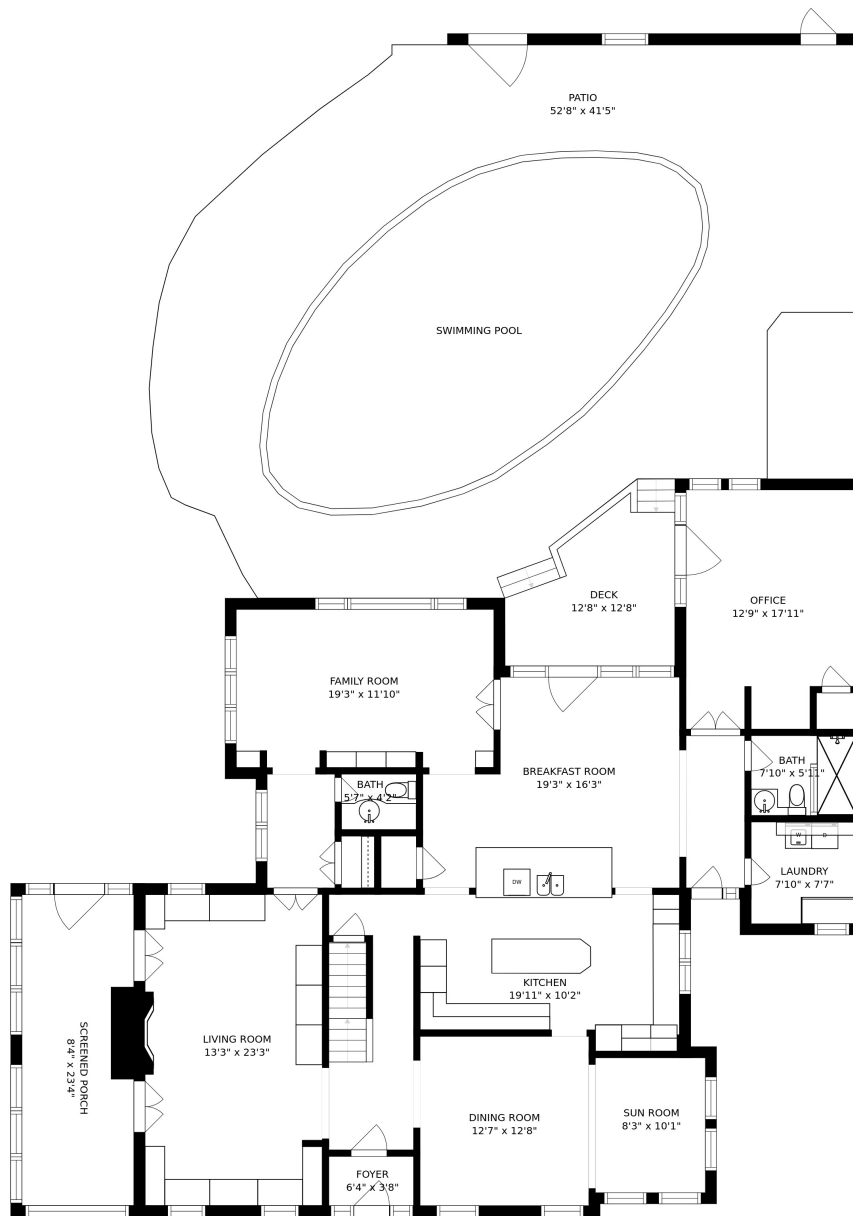 PATIO
52'8" x 41'5"
SWIMMING POOL
DECK
12'8" x 12'8"
OFFICE
12'9" x 17'11"
FAMILY ROOM
19'3" x 11'10"
BREAKFAST ROOM
19'3" x 16'3"
BATH
7'10" x 5'11"
BATH
5'7" x 4'2"
W
D
LAUNDRY
7'10" x 7'7"
DW
KITCHEN
19'11" x 10'2"
LIVING ROOM
13'3" x 23'3"
SCREENED PORCH
8'4" x 23'4"
DINING ROOM
12'7" x 12'8"
SUN ROOM
8'3" x 10'1"
FOYER
6'4" x 3'8"